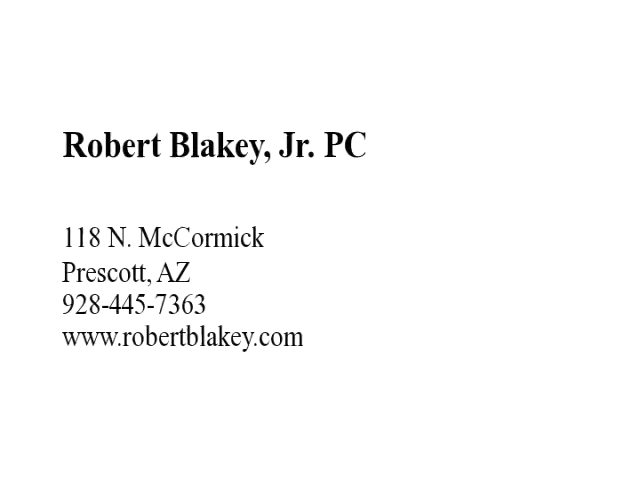 Robert Blakey, Jr. PC
118 N. McCormick
Prescott, AZ
928-445-7363
www.robertblakey.com